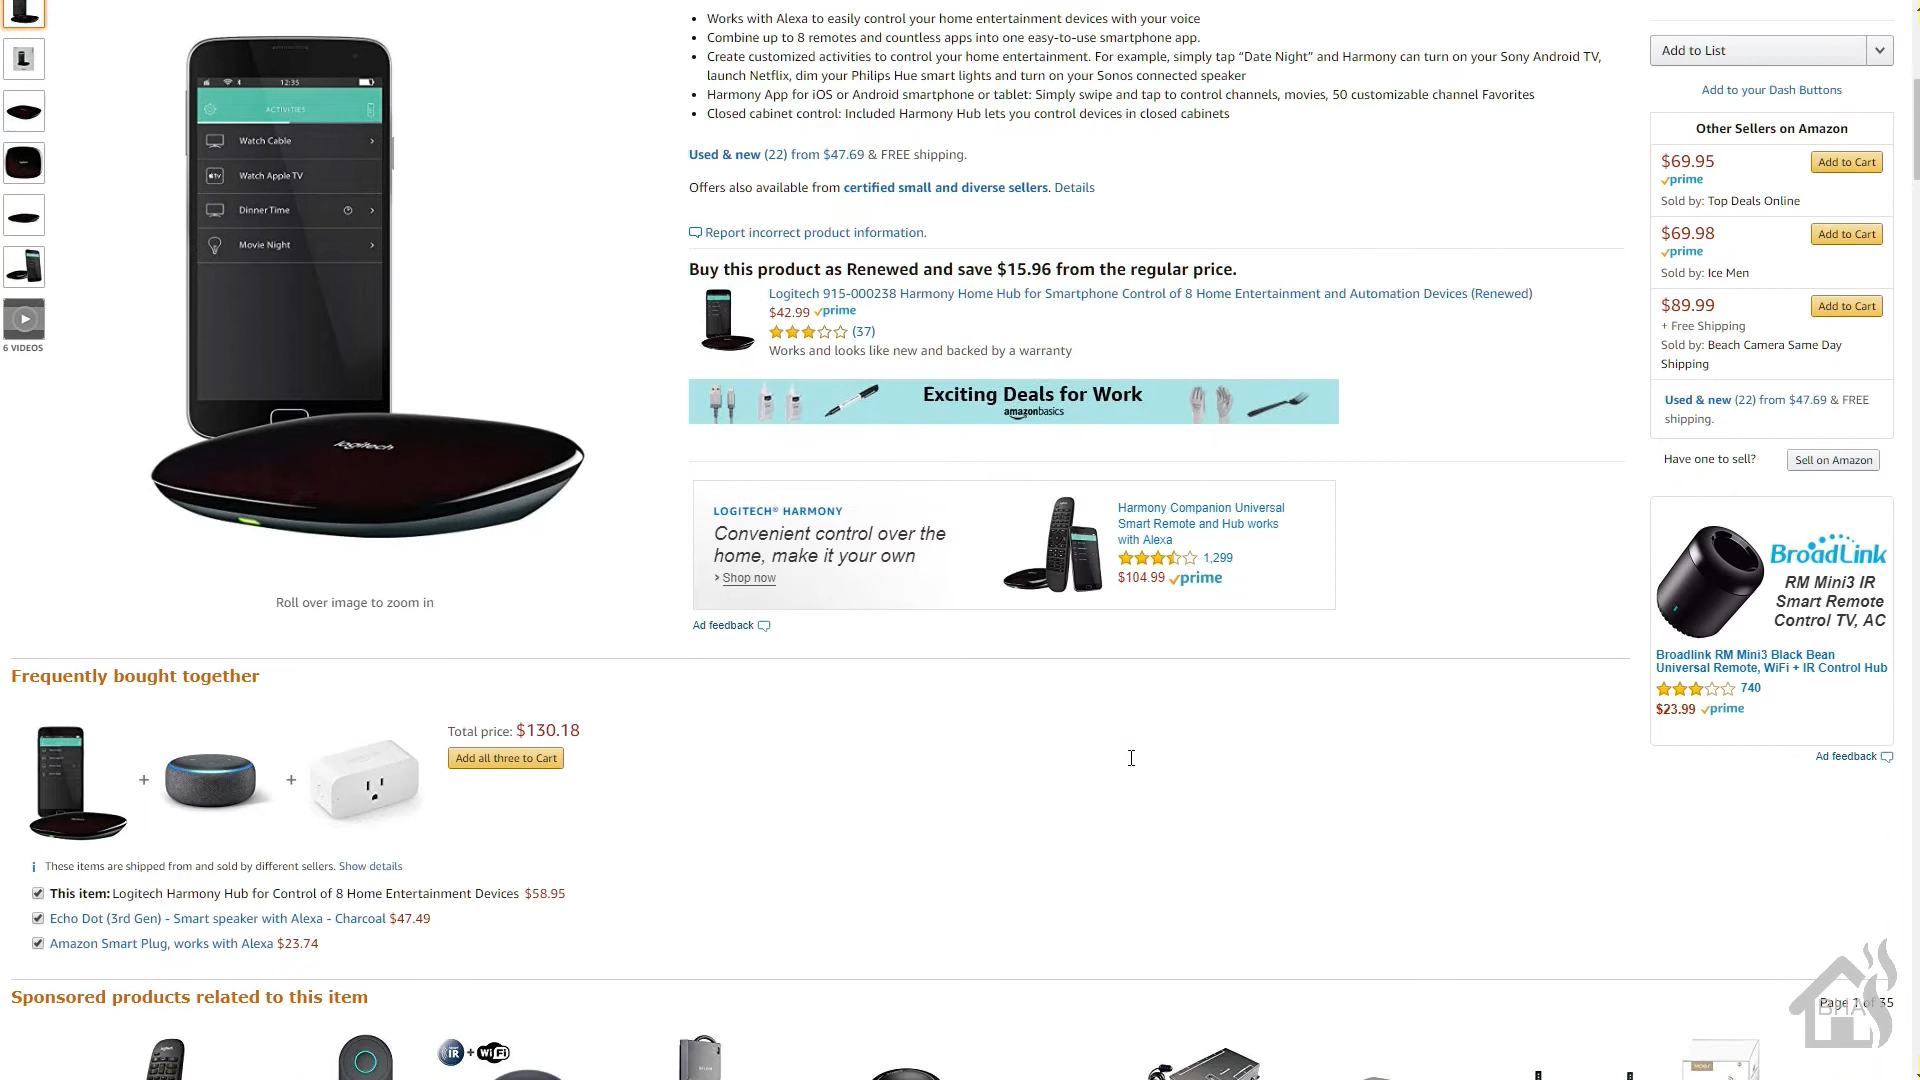 Works with Alexa to easily control your home entertainment devices with your voice
Combine up to 8 remotes and countless apps into one easy-to-use smartphone app.
Create customized activities to control your home entertainment. For example, simply tap “Date Night” and Harmony can turn on your Sony Android TV,
launch Netflix, dim your Philips Hue smart lights and turn on your Sonos connected speaker
Harmony App for iOS or Android smartphone or tablet: Simply swipe and tap to control channels, movies, 50 customizable channel Favorites
Closed cabinet control: Included Harmony Hub lets you control devices in closed cabinets
Used & new (22) from $47.69 & FREE shipping.
Offers also available from certified small and diverse sellers. Details
Report incorrect product information.
Buy this product as Renewed and save $15.96 from the regular price.
Logitech 915-000238 Harmony Home Hub for Smartphone Control of 8 Home Entertainment and Automation Devices (Renewed)
$42.99 prime
(37)
Works and looks like new and backed by a warranty
Exciting Deals for Work
amazonbasics
LOGITECH® HARMONY
Convenient control over the
home, make it your own
› Shop now
Harmony Companion Universal
Smart Remote and Hub works
with Alexa
1,299
$104.99 prime
Ad feedback
12:35
ACTIVITIES
Watch Cable
tv Watch Apple TV
Dinner Time
Movie Night
logitech
6 VIDEOS
Roll over image to zoom in
Add to List
Add to your Dash Buttons
Other Sellers on Amazon
$69.95 Add to Cart
prime
Sold by: Top Deals Online
$69.98 Add to Cart
prime
Sold by: Ice Men
$89.99 Add to Cart
+ Free Shipping
Sold by: Beach Camera Same Day
Shipping
Used & new (22) from $47.69 & FREE
shipping.
Have one to sell? Sell on Amazon
BroadLink
RM Mini3 IR
Smart Remote
Control TV, AC
Broadlink RM Mini3 Black Bean
Universal Remote, WiFi + IR Control Hub
740
$23.99 prime
Ad feedback
Frequently bought together
+ +
Total price: $130.18
Add all three to Cart
i These items are shipped from and sold by different sellers. Show details
This item: Logitech Harmony Hub for Control of 8 Home Entertainment Devices $58.95
Echo Dot (3rd Gen) - Smart speaker with Alexa - Charcoal $47.49
Amazon Smart Plug, works with Alexa $23.74
Sponsored products related to this item
Page 1 of 35
BHA
IR + WiFi